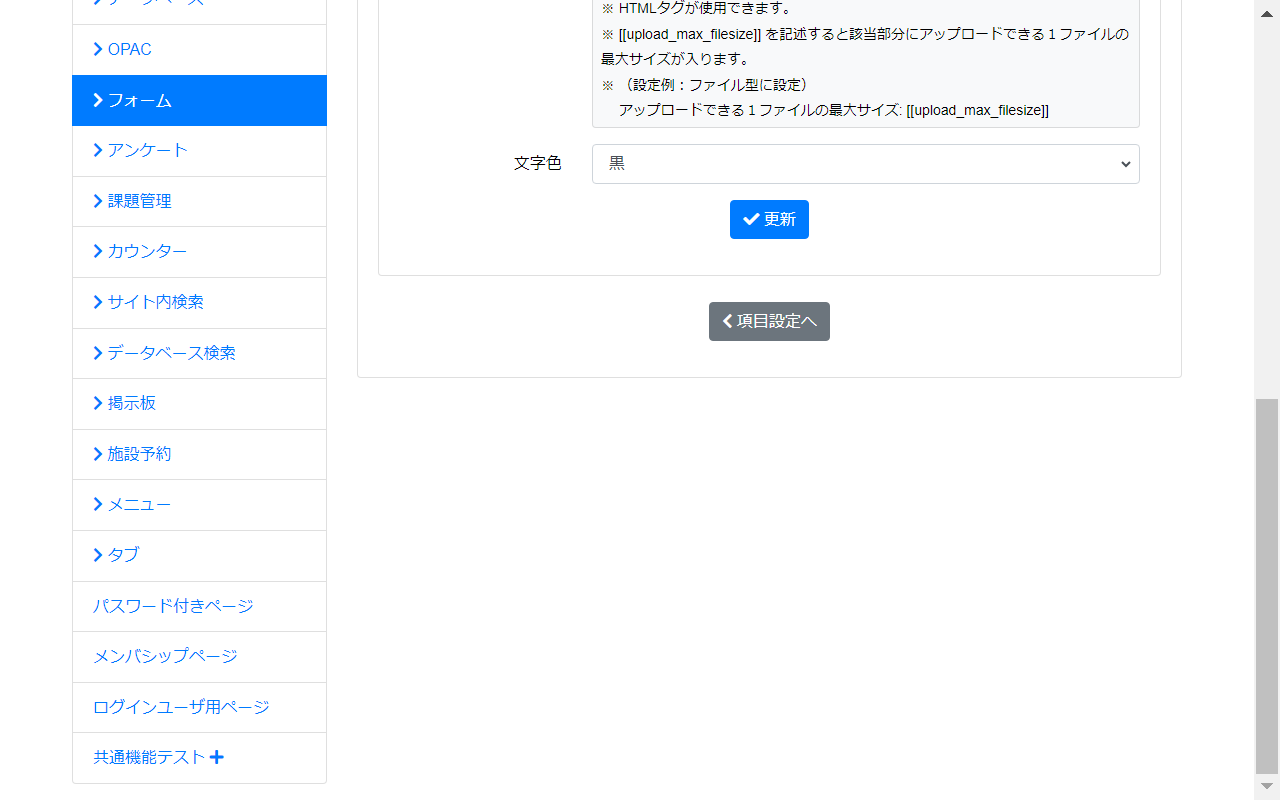 データベース
OPAC
フォーム
アンケート
課題管理
カウンター
サイト内検索
データベース検索
掲示板
施設予約
メニュー
タブ
パスワード付きページ
メンバシップページ
ログインユーザ用ページ
共通機能テスト
※ HTMLタグが使用できます。
※ [[upload_max_filesize]] を記述すると該当部分にアップロードできる１ファイルの
最大サイズが入ります。
※ （設定例：ファイル型に設定）
アップロードできる１ファイルの最大サイズ: [[upload_max_filesize]]
文字色
黒
更新
項目設定へ